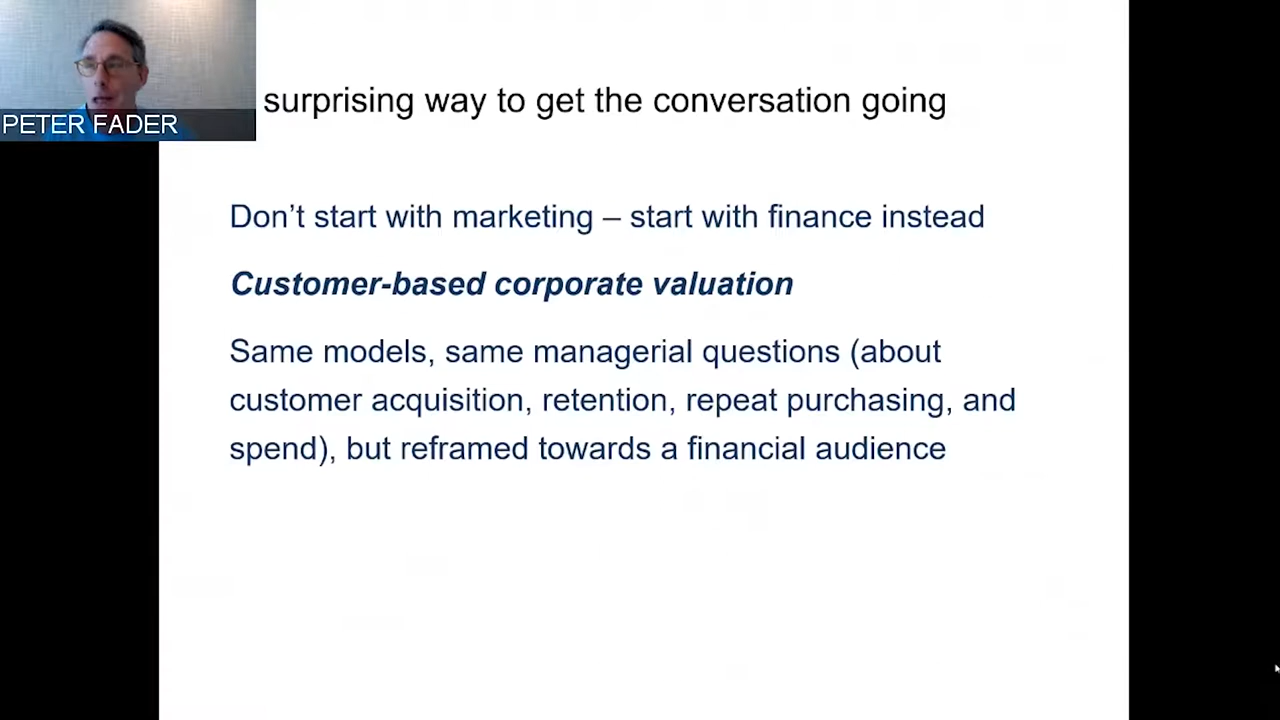 PETER FADER
surprising way to get the conversation going
Don’t start with marketing – start with finance instead
Customer-based corporate valuation
Same models, same managerial questions (about
customer acquisition, retention, repeat purchasing, and
spend), but reframed towards a financial audience